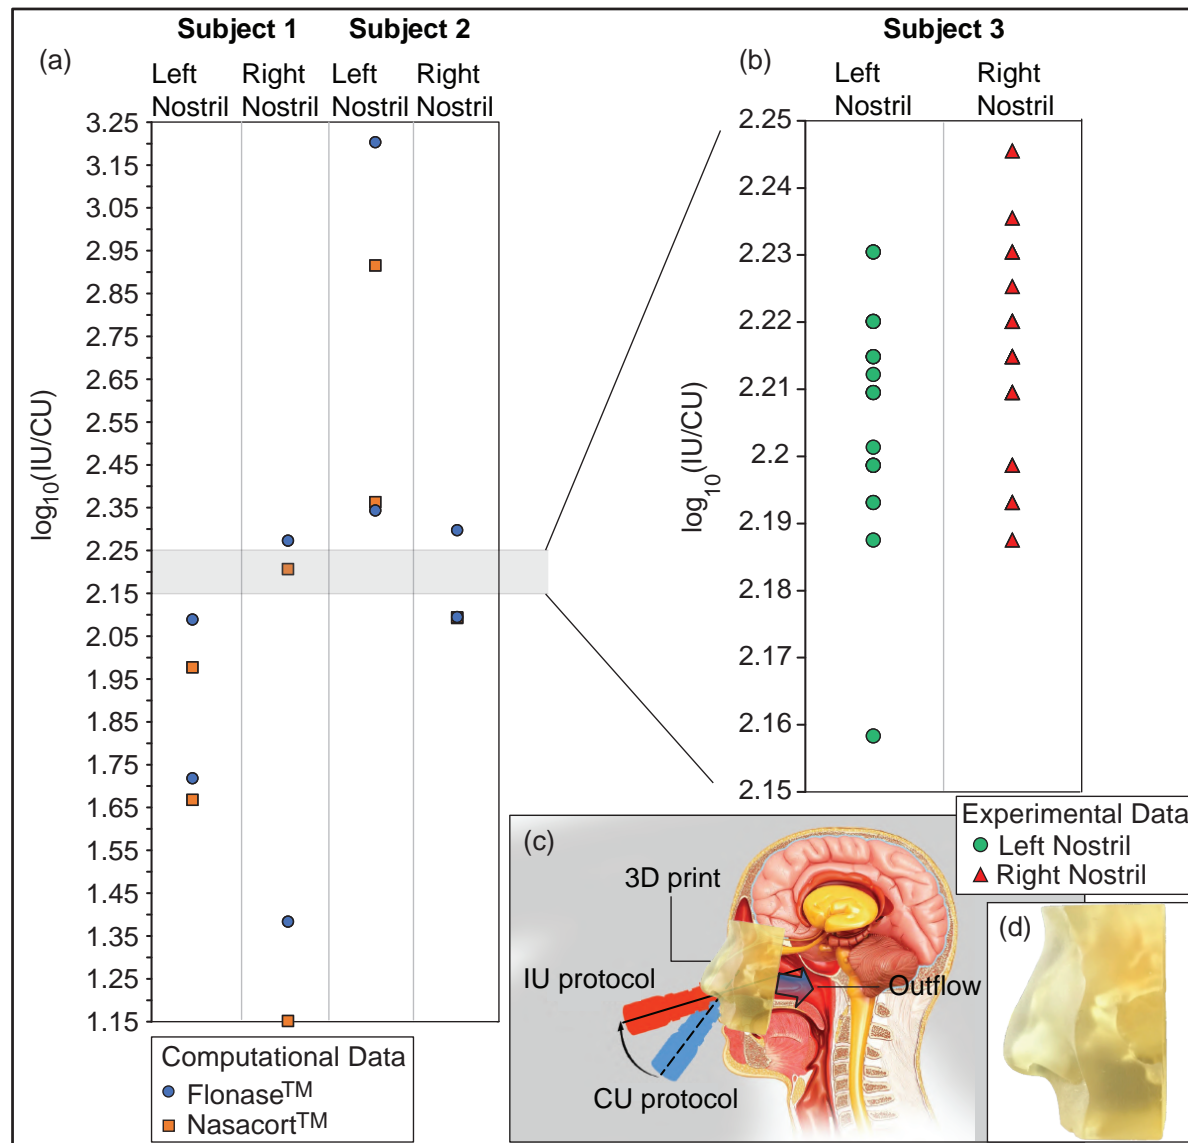 Subject 1 Subject 2
(a)
Left Nostril Right Nostril Left Nostril Right Nostril
3.25
3.15
3.05
2.95
2.85
2.75
2.65
2.55
2.45
2.35
2.25
2.15
2.05
1.95
1.85
1.75
1.65
1.55
1.45
1.35
1.25
1.15
log10(IU/CU)
Computational Data
Flonase™
Nasacort™
Subject 3
(b)
Left Nostril Right Nostril
2.25
2.24
2.23
2.22
2.21
2.2
2.19
2.18
2.17
2.16
2.15
log10(IU/CU)
Experimental Data
Left Nostril
Right Nostril
(c)
3D print
IU protocol
Outflow
CU protocol
(d)